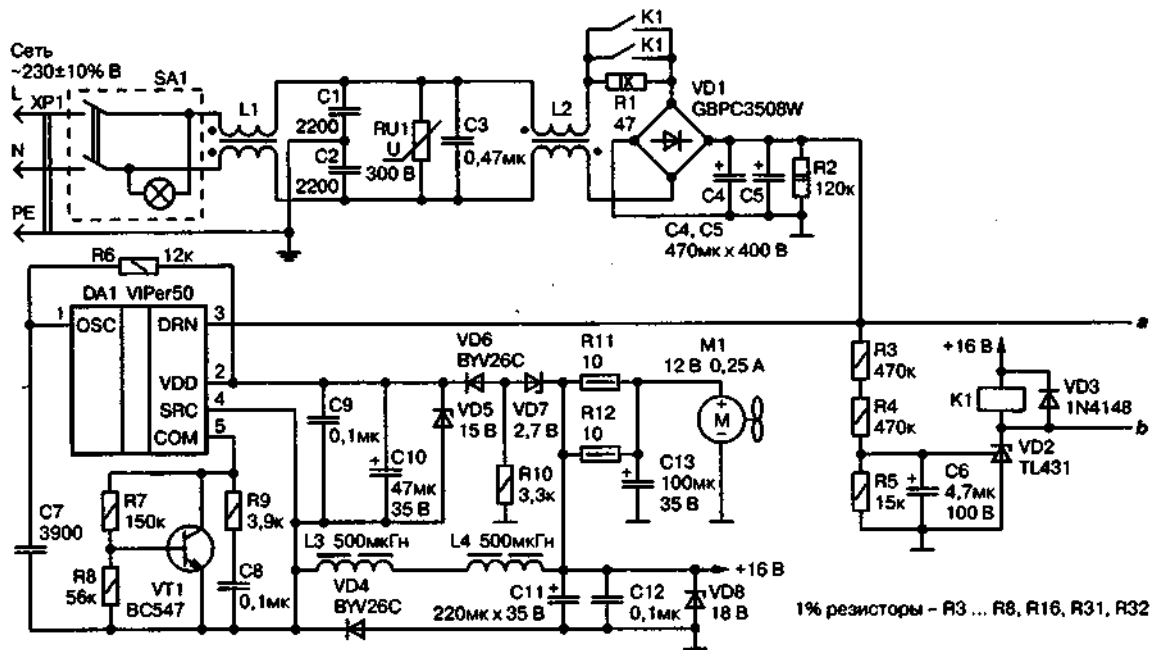 Сеть
~230±10% В
L
XP1
SA1
N
PE
L1
C1
2200
C2
2200
RU1
U
300 В
C3
0,47мк
L2
K1
K1
R1
47
VD1
GBPC3508W
C4
C5
R2
120к
C4, C5
470мк x 400 В
R6
12к
DA1 VIPer50
1
OSC
DRN
3
VDD
2
SRC
4
COM
5
a
+16 В
R3
470к
R4
470к
R5
15к
K1
VD3
1N4148
b
VD2
TL431
C6
4,7мк
100 В
VD6
BYV26C
R11
10
M1
12 В 0,25 А
M
VD5
15 В
VD7
2,7 В
R12
10
C9
0,1мк
C10
47мк
35 В
R10
3,3к
C13
100мк
35 В
C7
3900
R7
150к
R9
3,9к
R8
56к
VT1
BC547
C8
0,1мк
L3 500мкГн
L4 500мкГн
VD4
BYV26C
+16 В
C11
220мк x 35 В
C12
0,1мк
VD8
18 В
1% резисторы – R3 ... R8, R16, R31, R32